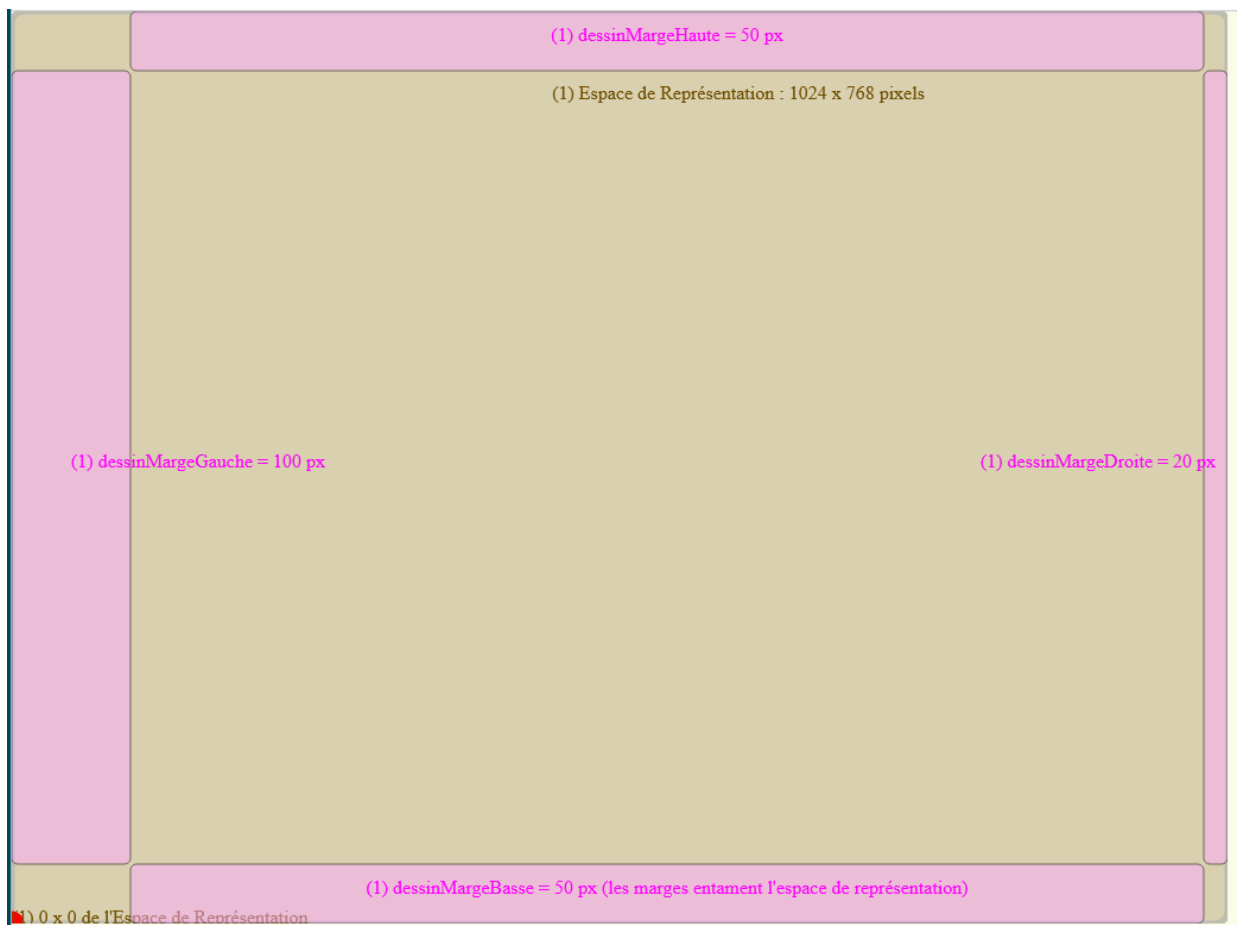 (1) dessinMargeHaute = 50 px
(1) Espace de Représentation : 1024 x 768 pixels
(1) dessinMargeGauche = 100 px
(1) dessinMargeDroite = 20 px
(1) dessinMargeBasse = 50 px (les marges entament l'espace de représentation)
(1) 0 x 0 de l'Espace de Représentation